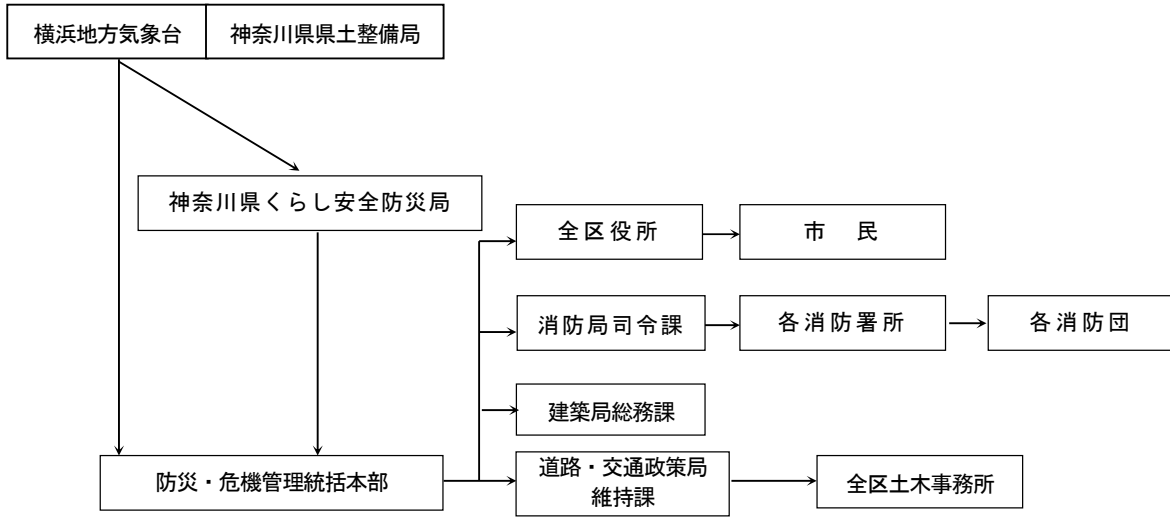 横浜地方気象台
神奈川県県土整備局
神奈川県くらし安全防災局
全区役所
市　民
消防局司令課
各消防署所
各消防団
建築局総務課
防災・危機管理統括本部
道路・交通政策局
維持課
全区土木事務所